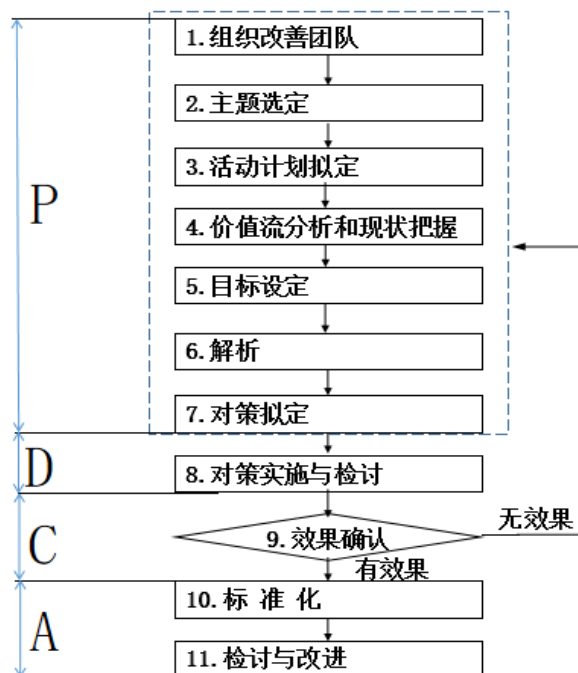 1.组织改善团队
2.主题选定
3.活动计划拟定
P
4.价值流分析和现状把握
5.目标设定
6.解析
7.对策拟定
D
8.对策实施与检讨
无效果
C
9.效果确认
有效果
10.标 准 化
A
11.检讨与改进